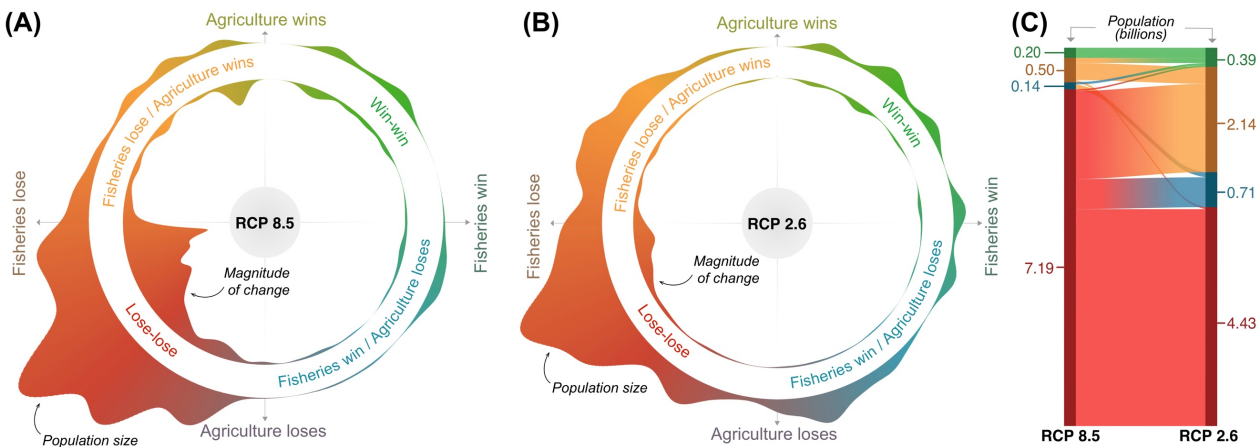 (A)
Agriculture wins
Fisheries lose / Agriculture wins
Win-win
Fisheries lose
RCP 8.5
Fisheries win
Magnitude
of change
Lose-lose
Fisheries win / Agriculture loses
Population size
Agriculture loses
(B)
Agriculture wins
Fisheries loose / Agriculture wins
Win-win
Fisheries lose
RCP 2.6
Fisheries win
Magnitude
of change
Lose-lose
Fisheries win / Agriculture loses
Population size
Agriculture loses
(C)
Population
(billions)
0.20
0.50
0.14
7.19
0.39
2.14
0.71
4.43
RCP 8.5
RCP 2.6